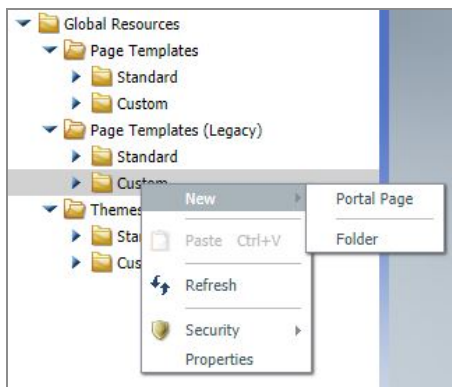 Global Resources
Page Templates
Standard
Custom
Page Templates (Legacy)
Standard
Custom
New
Portal Page
Themes
Paste Ctrl+V
Folder
Refresh
Security
Properties